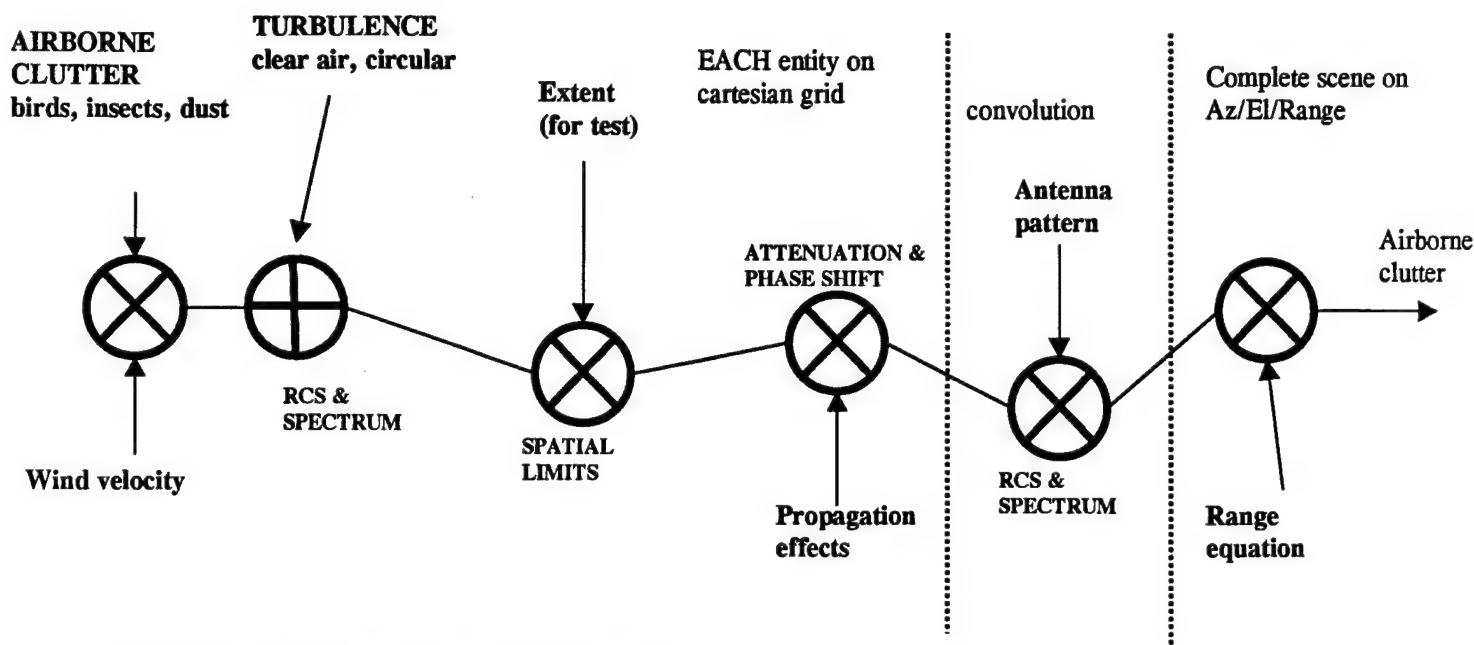 AIRBORNE
CLUTTER
birds, insects, dust
TURBULENCE
clear air, circular
Extent
(for test)
EACH entity on
cartesian grid
convolution
Complete scene on
Az/El/Range
Antenna
pattern
ATTENUATION &
PHASE SHIFT
Airborne
clutter
RCS &
SPECTRUM
SPATIAL
LIMITS
RCS &
SPECTRUM
Wind velocity
Propagation
effects
Range
equation